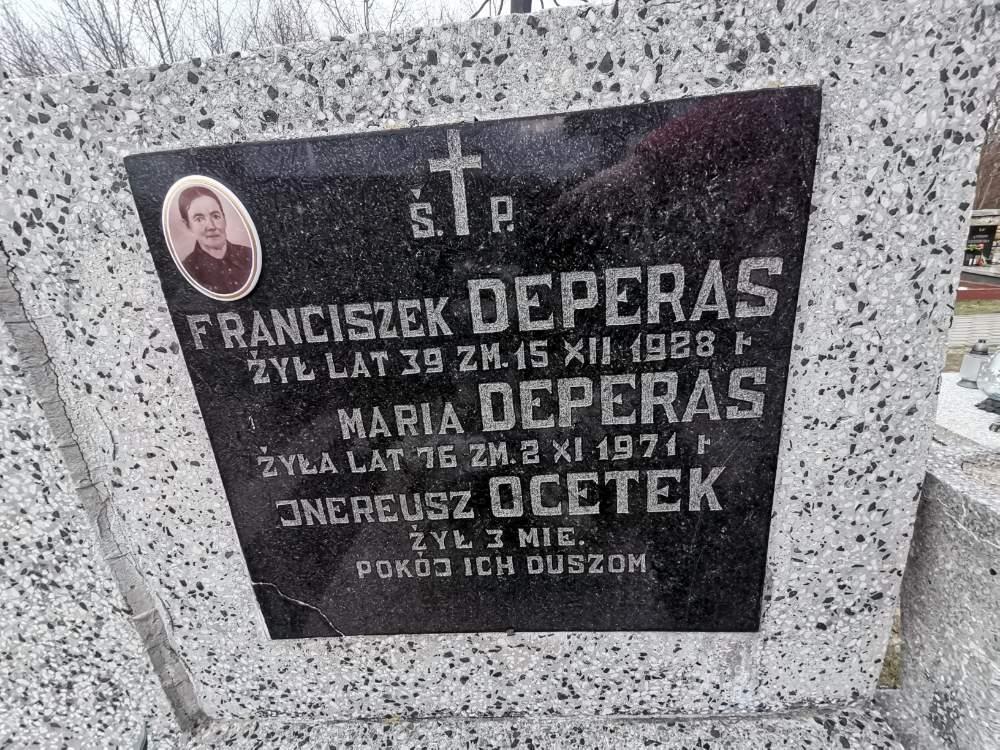 Ś. P.
FRANCISZEK DEPERAS
ŻYŁ LAT 39 ZM. 15 XII 1928 R
MARIA DEPERAS
ŻYŁA LAT 76 ZM. 2 XI 1971 R
JNEREUSZ OCETEK
ŻYŁ 3 MIE.
POKÓJ ICH DUSZOM